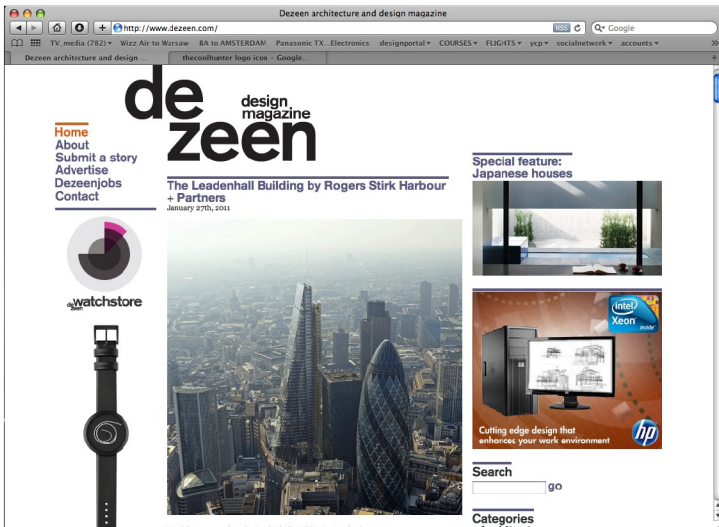 Dezeen architecture and design magazine
http://www.dezeen.com/
RSS
Google
TV, media (782) Wizz Air to Warsaw BA to AMSTERDAM Panasonic TX...Electronics designportal COURSES FLIGHTS ycp socialnetwork accounts
Dezeen architecture and design ...
thecoolhunter logo icon – Google...
de
zeen
design
magazine
Home
About
Submit a story
Advertise
Dezeenjobs
Contact
dezeen
watchstore
The Leadenhall Building by Rogers Stirk Harbour
+ Partners
January 27th, 2011
Special feature:
Japanese houses
intel
Xeon
inside
Cutting edge design that
enhances your work environment
hp
Search
go
Categories